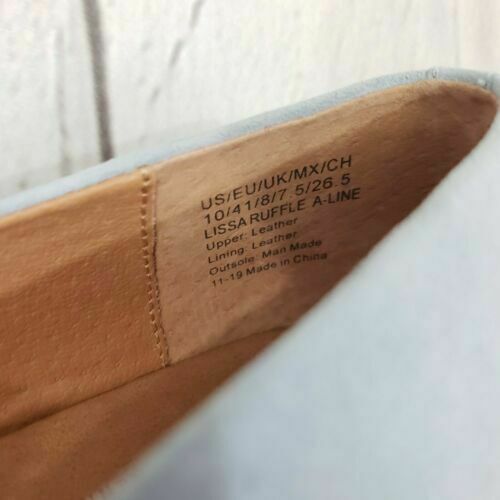 US/EU/UK/MX/CH
10/41/8/7.5/26.5
LISSA RUFFLE A-LINE
Upper: Leather
Lining: Leather
Outsole: Man Made
11-19 Made in China